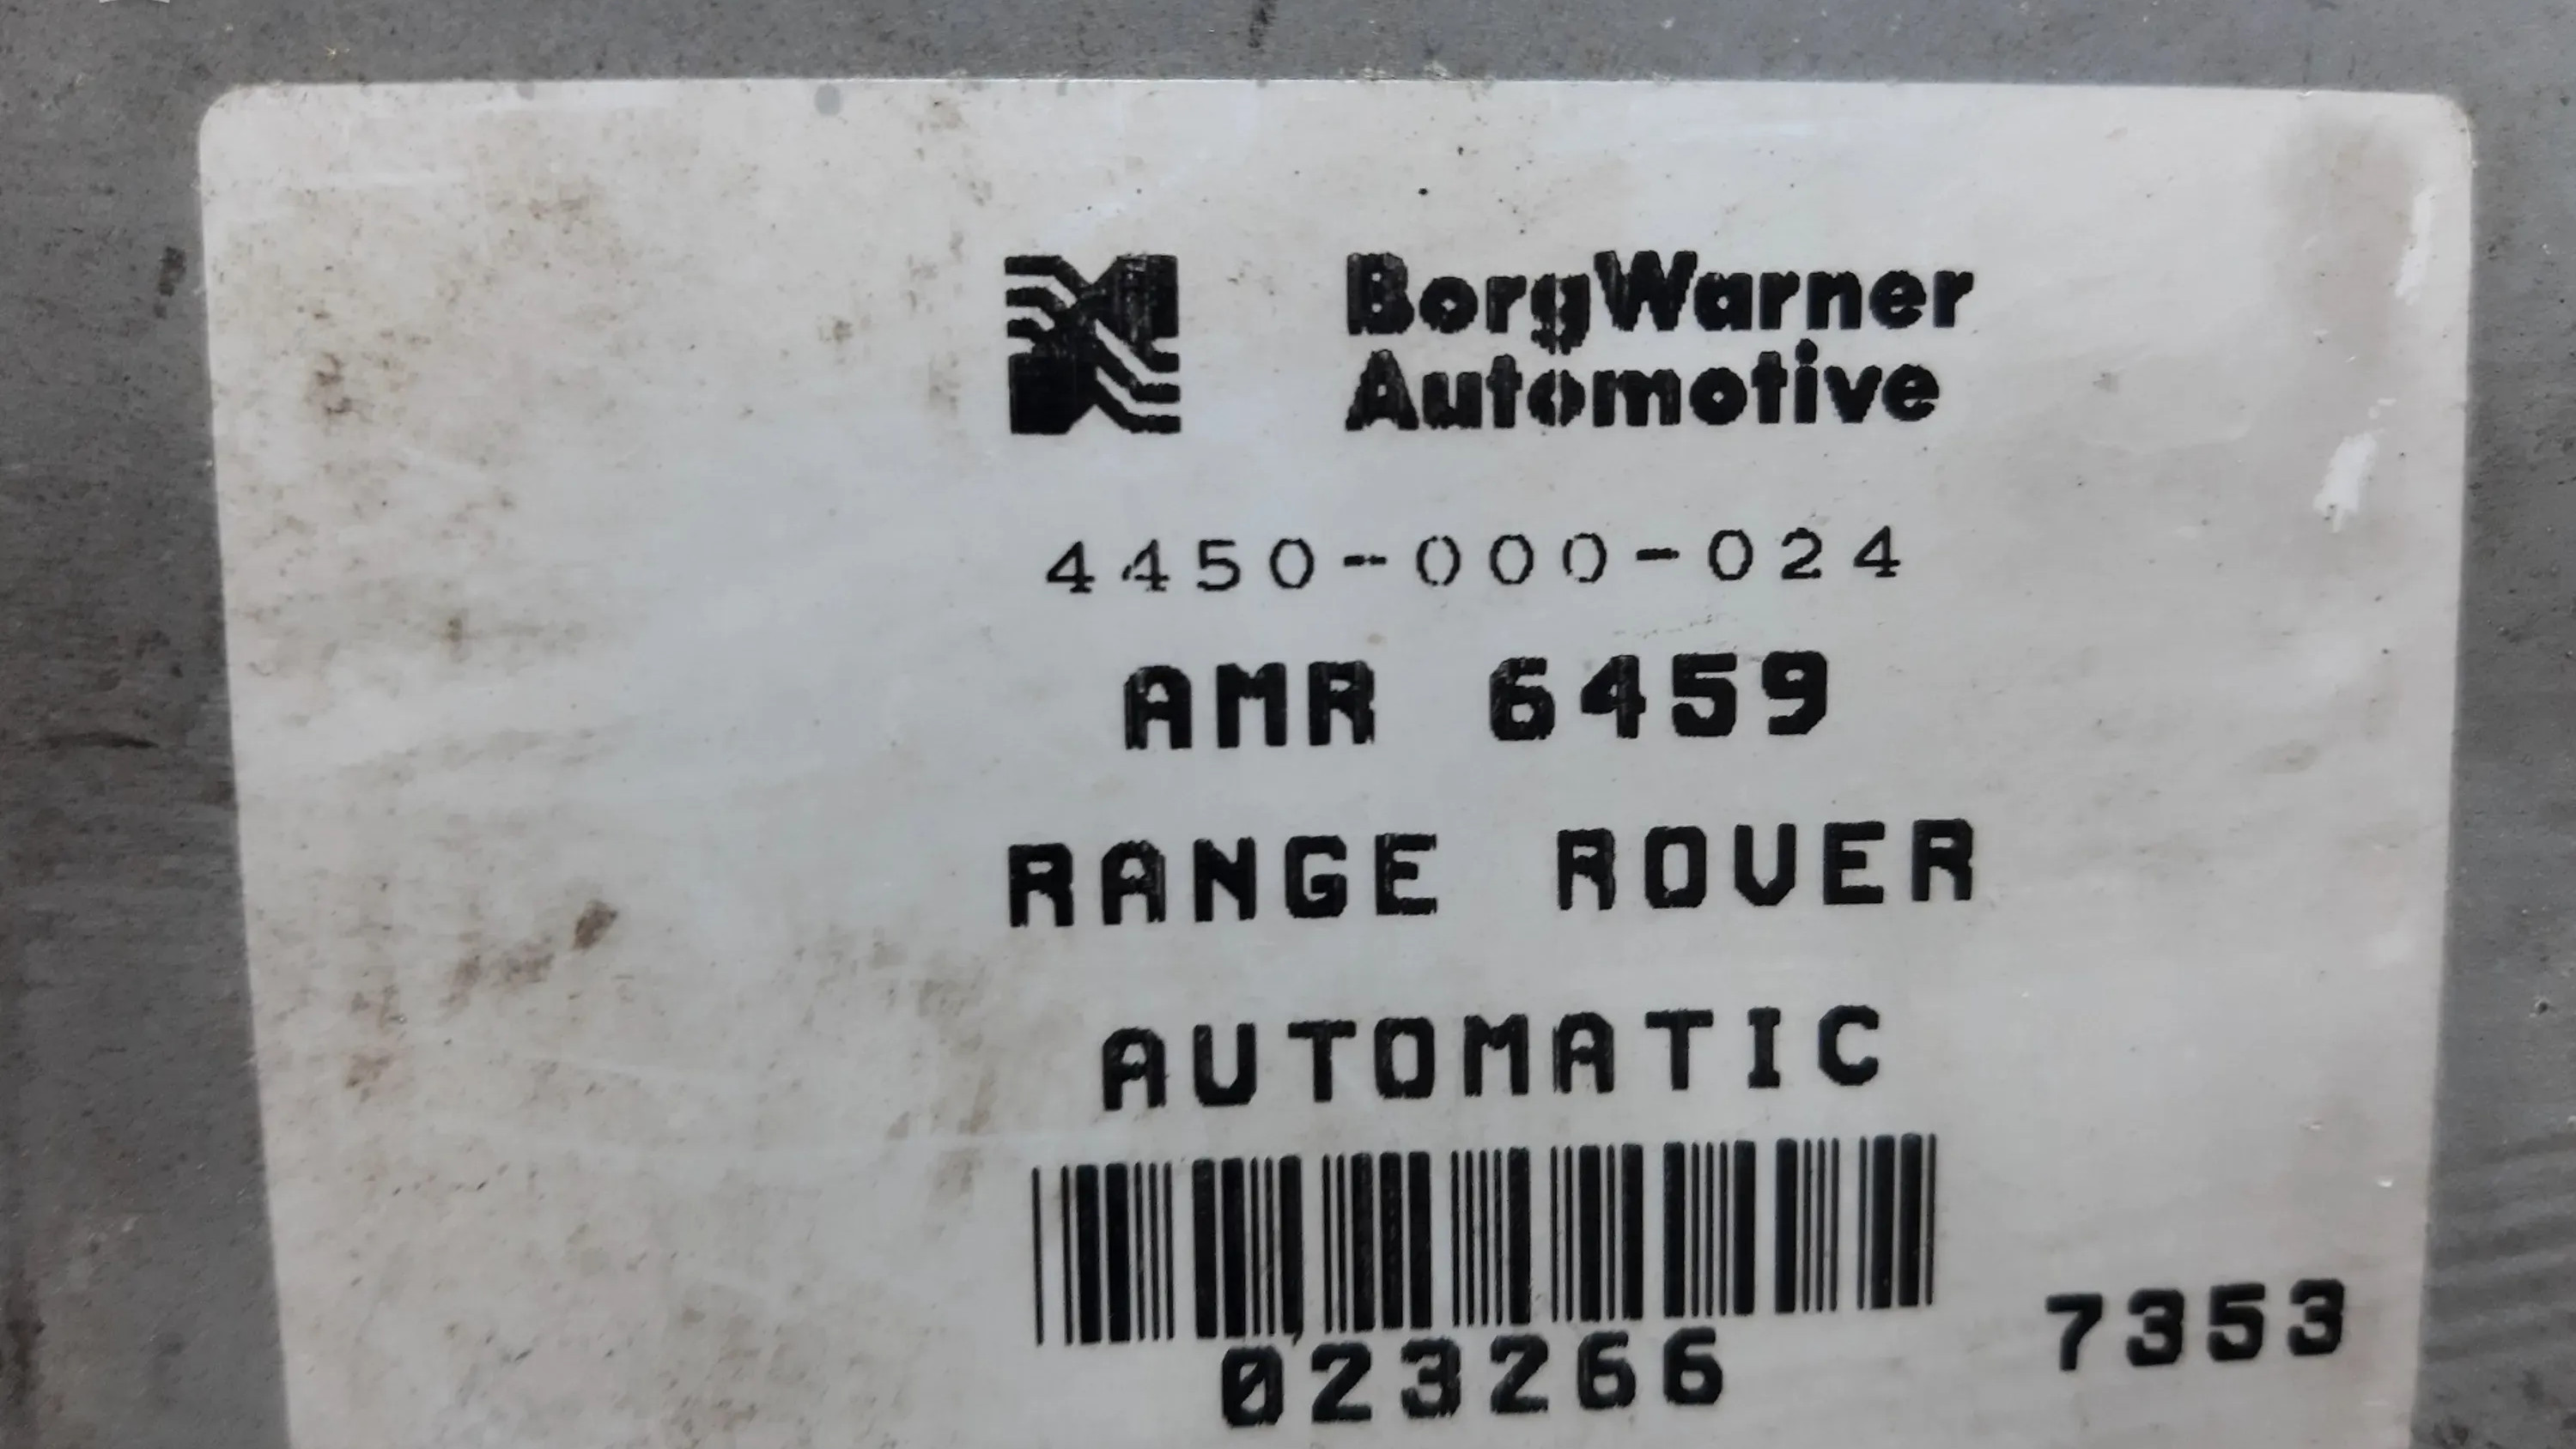 BorgWarner
Automotive
4450-000-024
AMR 6459
RANGE ROVER
AUTOMATIC
023266
7353